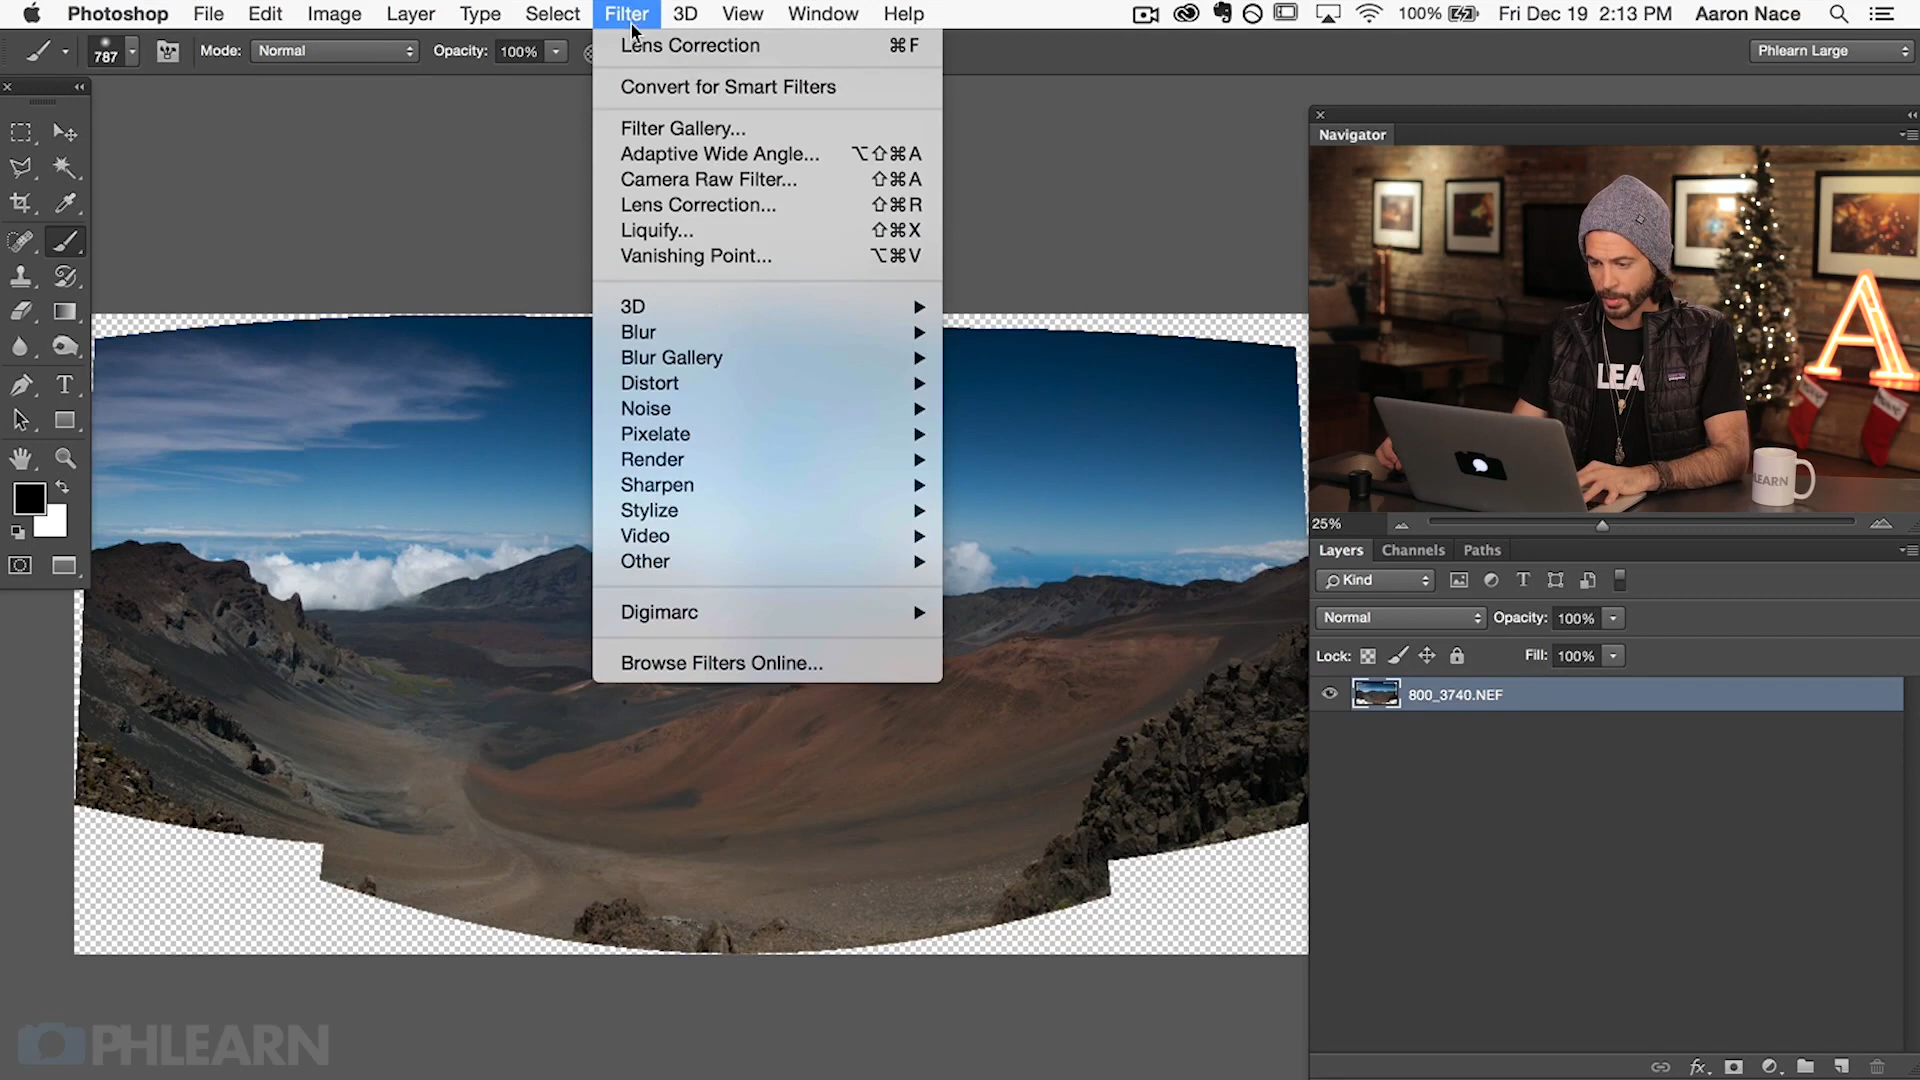 Photoshop File Edit Image Layer Type Select Filter 3D View Window Help 100% Fri Dec 19 2:13 PM Aaron Nace
787 Mode: Normal Opacity: 100% Phlearn Large
Lens Correction ⌘F
Convert for Smart Filters
Filter Gallery...
Adaptive Wide Angle... ⌥⇧⌘A
Camera Raw Filter... ⇧⌘A
Lens Correction... ⇧⌘R
Liquify... ⇧⌘X
Vanishing Point... ⌥⌘V
3D
Blur
Blur Gallery
Distort
Noise
Pixelate
Render
Sharpen
Stylize
Video
Other
Digimarc
Browse Filters Online...
Navigator
A
LEA
LEARN
25%
Layers Channels Paths
Kind
Normal Opacity: 100%
Lock: Fill: 100%
800_3740.NEF
PHLEARN